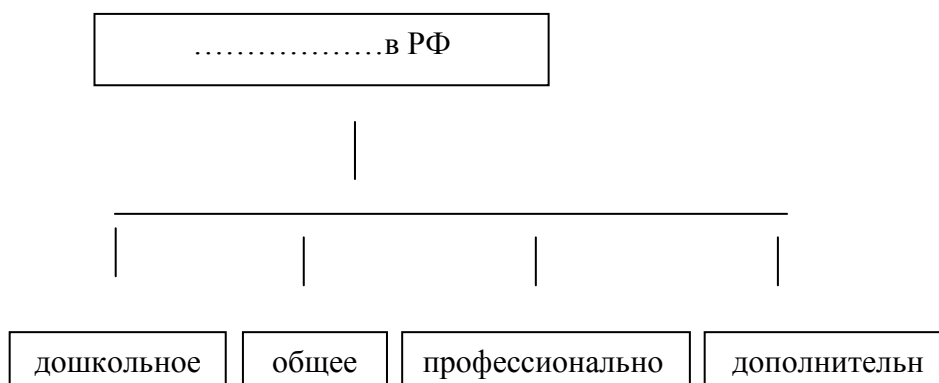 ………………в РФ
дошкольное общее профессионально дополнительн